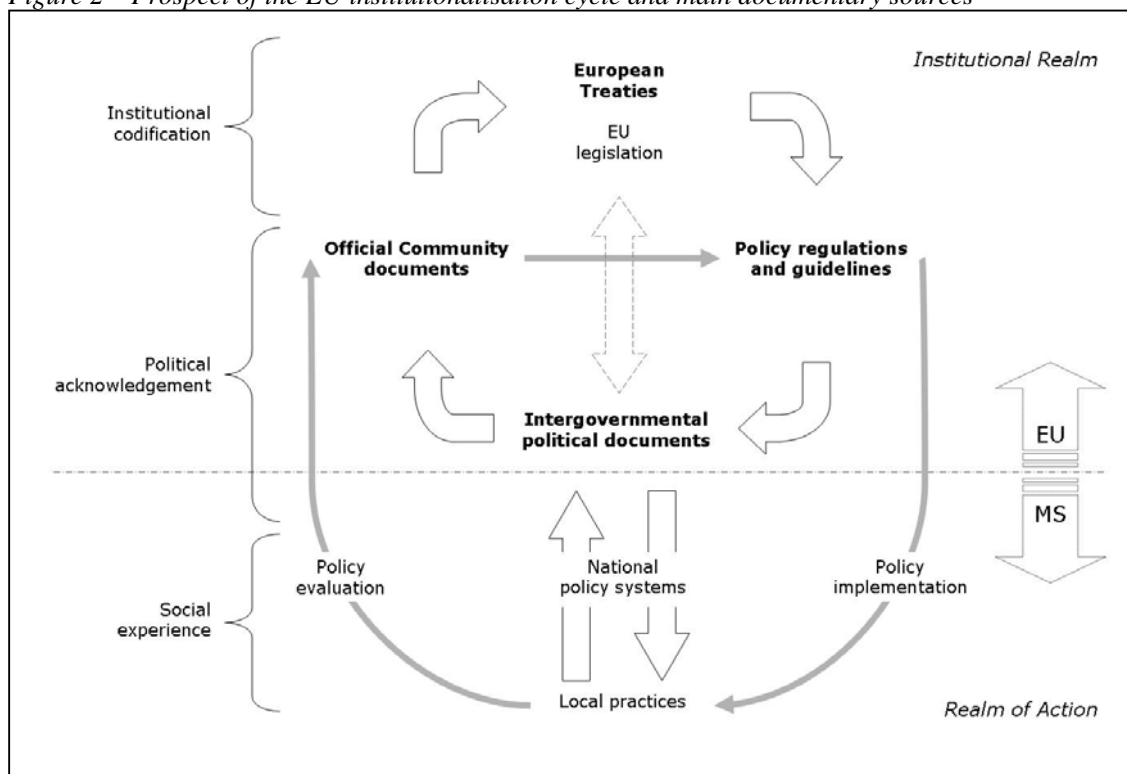 Figure 2 – Prospect of the EU institutionalisation cycle and main documentary sources
Institutional Realm
European
Treaties
EU
legislation
Institutional
codification
Official Community
documents
Policy regulations
and guidelines
Political
acknowledgement
Intergovernmental
political documents
EU
MS
Policy
evaluation
National
policy systems
Policy
implementation
Social
experience
Local practices
Realm of Action